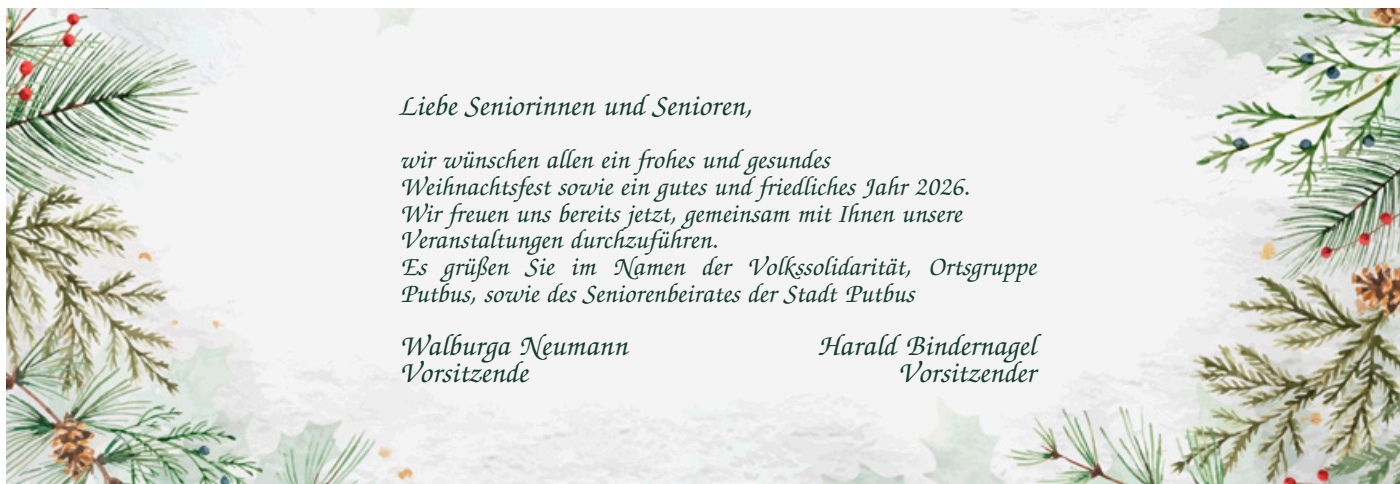 Liebe Seniorinnen und Senioren,
wir wünschen allen ein frohes und gesundes
Weihnachtsfest sowie ein gutes und friedliches Jahr 2026.
Wir freuen uns bereits jetzt, gemeinsam mit Ihnen unsere
Veranstaltungen durchzuführen.
Es grüßen Sie im Namen der Volkssolidarität, Ortsgruppe
Putbus, sowie des Seniorenbeirates der Stadt Putbus
Walburga Neumann Harald Bindernagel
Vorsitzende Vorsitzender